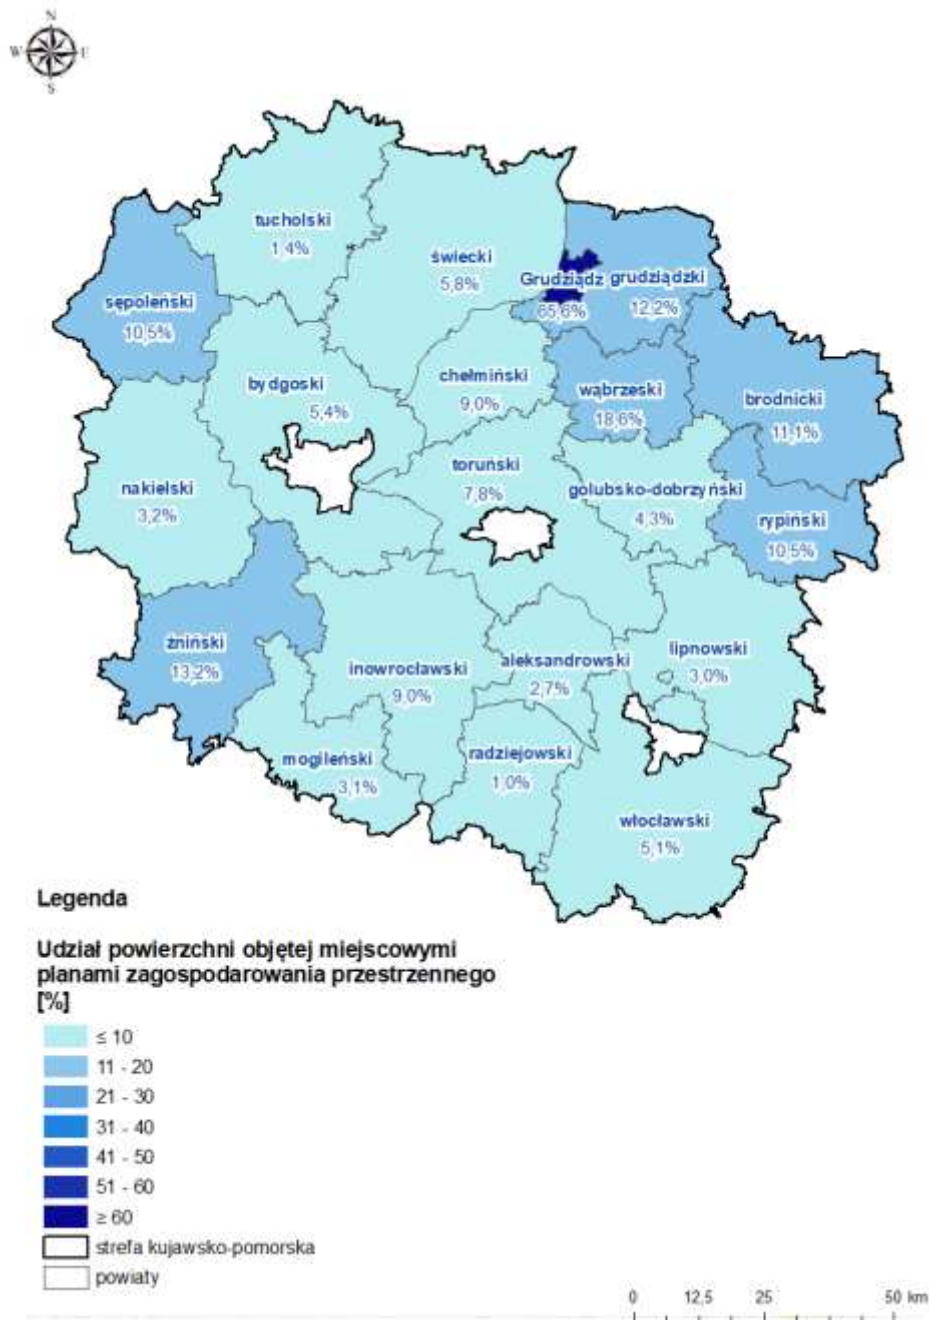 N
W E
S
tucholski
1,4%
świecki
5,8%
Grudziądz
65,6%
grudziądzki
12,2%
sępoleński
10,5%
bydgoski
5,4%
chełmiński
9,0%
wąbrzeski
18,6%
brodnicki
11,1%
nakielski
3,2%
toruński
7,8%
golubsko-dobrzyński
4,3%
rypiński
10,5%
żniński
13,2%
inowrocławski
9,0%
aleksandrowski
2,7%
lipnowski
3,0%
mogileński
3,1%
radziejowski
1,0%
włocławski
5,1%
Legenda
Udział powierzchni objętej miejscowymi
planami zagospodarowania przestrzennego
[%]
≤ 10
11 - 20
21 - 30
31 - 40
41 - 50
51 - 60
≥ 60
strefa kujawsko-pomorska
powiaty
0 12,5 25 50 km